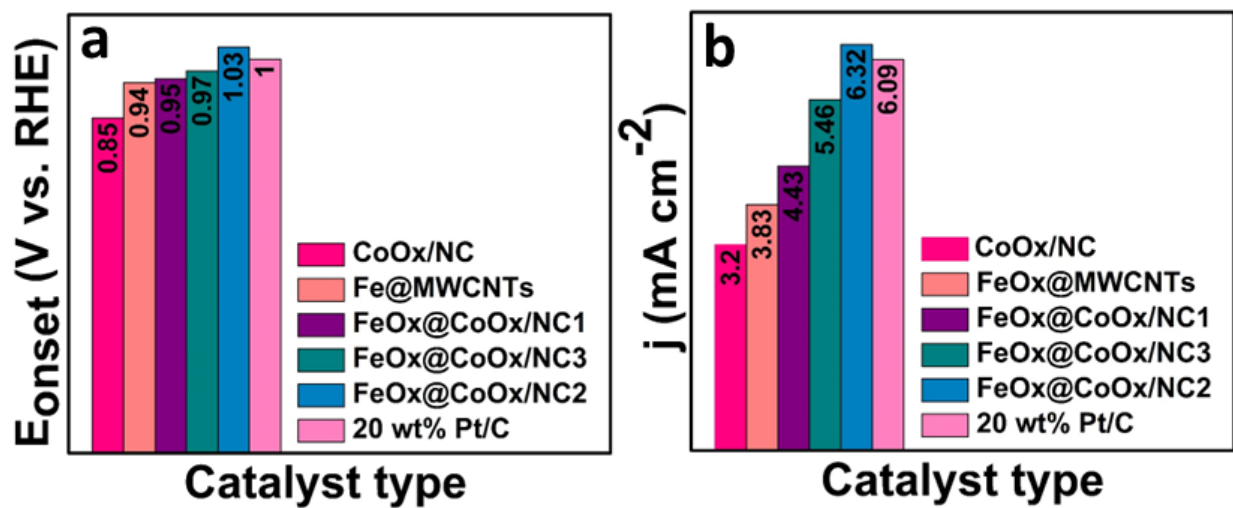 a
Eonset (V vs. RHE)
0.85
0.94
0.95
0.97
1.03
1
CoOx/NC
Fe@MWCNTs
FeOx@CoOx/NC1
FeOx@CoOx/NC3
FeOx@CoOx/NC2
20 wt% Pt/C
Catalyst type
b
j (mA cm-2)
3.2
3.83
4.43
5.46
6.32
6.09
CoOx/NC
FeOx@MWCNTs
FeOx@CoOx/NC1
FeOx@CoOx/NC3
FeOx@CoOx/NC2
20 wt% Pt/C
Catalyst type